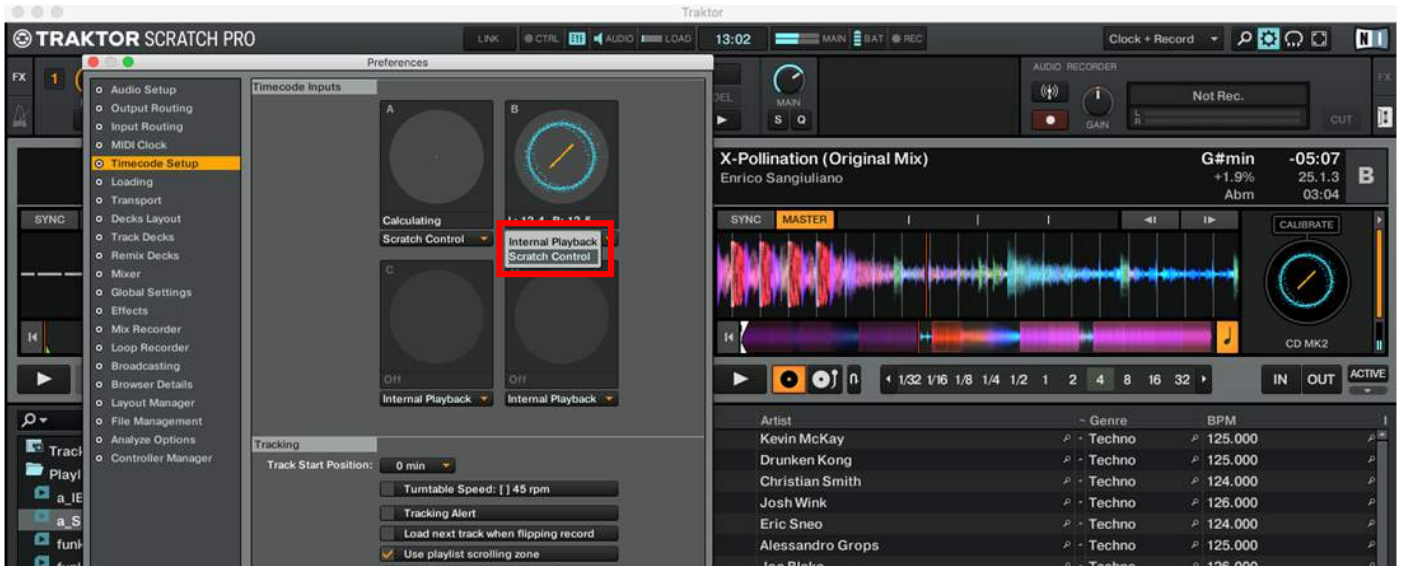 Traktor
TRAKTOR SCRATCH PRO
LINK CTRL AUDIO LOAD 13:02 MAIN BAT REC Clock + Record
Preferences
FX 1
Audio Setup
Output Routing
Input Routing
MIDI Clock
Timecode Setup
Loading
Transport
Decks Layout
Track Decks
Remix Decks
Mixer
Global Settings
Effects
Mix Recorder
Loop Recorder
Broadcasting
Browser Details
Layout Manager
File Management
Analyze Options
Controller Manager
SYNC
Track
Playl
a_IE
a_S
funk
Timecode Inputs
A B
Calculating
Scratch Control
Internal Playback
Scratch Control
C
Off Off
Internal Playback Internal Playback
Tracking
Track Start Position: 0 min
Turntable Speed: [ ] 45 rpm
Tracking Alert
Load next track when flipping record
Use playlist scrolling zone
DEL
MAIN
S Q
AUDIO RECORDER
GAIN
L
R
Not Rec.
CUT
FX
X-Pollination (Original Mix) G#min -05:07
Enrico Sangiuliano +1.9% 25.1.3 B
Abm 03:04
SYNC MASTER
CALIBRATE
CD MK2
1/32 1/16 1/8 1/4 1/2 1 2 4 8 16 32 IN OUT ACTIVE
Artist Genre BPM
Kevin McKay Techno 125.000
Drunken Kong Techno 125.000
Christian Smith Techno 124.000
Josh Wink Techno 126.000
Eric Sneo Techno 124.000
Alessandro Grops Techno 125.000